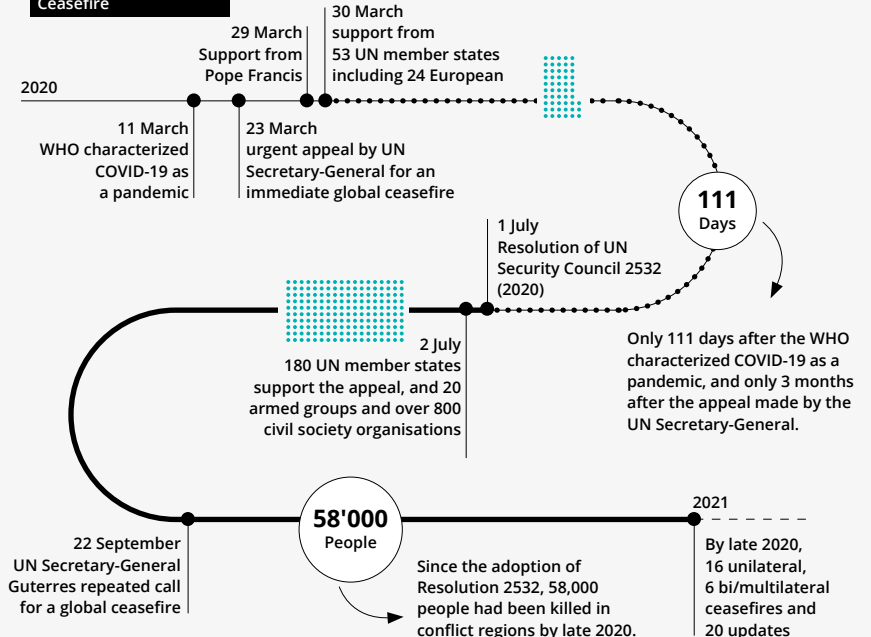 Ceasefire
30 March
support from
53 UN member states
including 24 European
29 March
Support from
Pope Francis
2020
11 March
WHO characterized
COVID-19 as
a pandemic
23 March
urgent appeal by UN
Secretary-General for an
immediate global ceasefire
111
Days
1 July
Resolution of UN
Security Council 2532
(2020)
Only 111 days after the WHO
characterized COVID-19 as a
pandemic, and only 3 months
after the appeal made by the
UN Secretary-General.
2 July
180 UN member states
support the appeal, and 20
armed groups and over 800
civil society organisations
22 September
UN Secretary-General
Guterres repeated call
for a global ceasefire
58'000
People
Since the adoption of
Resolution 2532, 58,000
people had been killed in
conflict regions by late 2020.
2021
By late 2020,
16 unilateral,
6 bi/multilateral
ceasefires and
20 updates